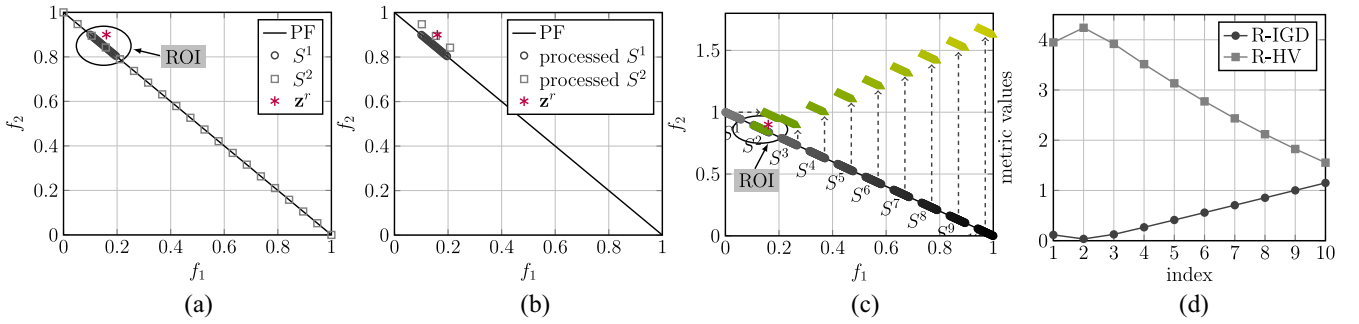 1
0.8
0.6
0.4
0.2
0
f2
0
0.2
0.4
0.6
0.8
1
f1
PF
S1
S2
zr
ROI
(a)
1
0.8
0.6
0.4
0.2
0
f2
0
0.2
0.4
0.6
0.8
1
f1
PF
processed S1
processed S2
zr
(b)
1.5
1
0.5
0
f2
0
0.2
0.4
0.6
0.8
1
f1
S1
S2
S3
S4
S5
S6
S7
S8
S9
ROI
(c)
4
2
0
metric values
1
2
3
4
5
6
7
8
9
10
index
R-IGD
R-HV
(d)